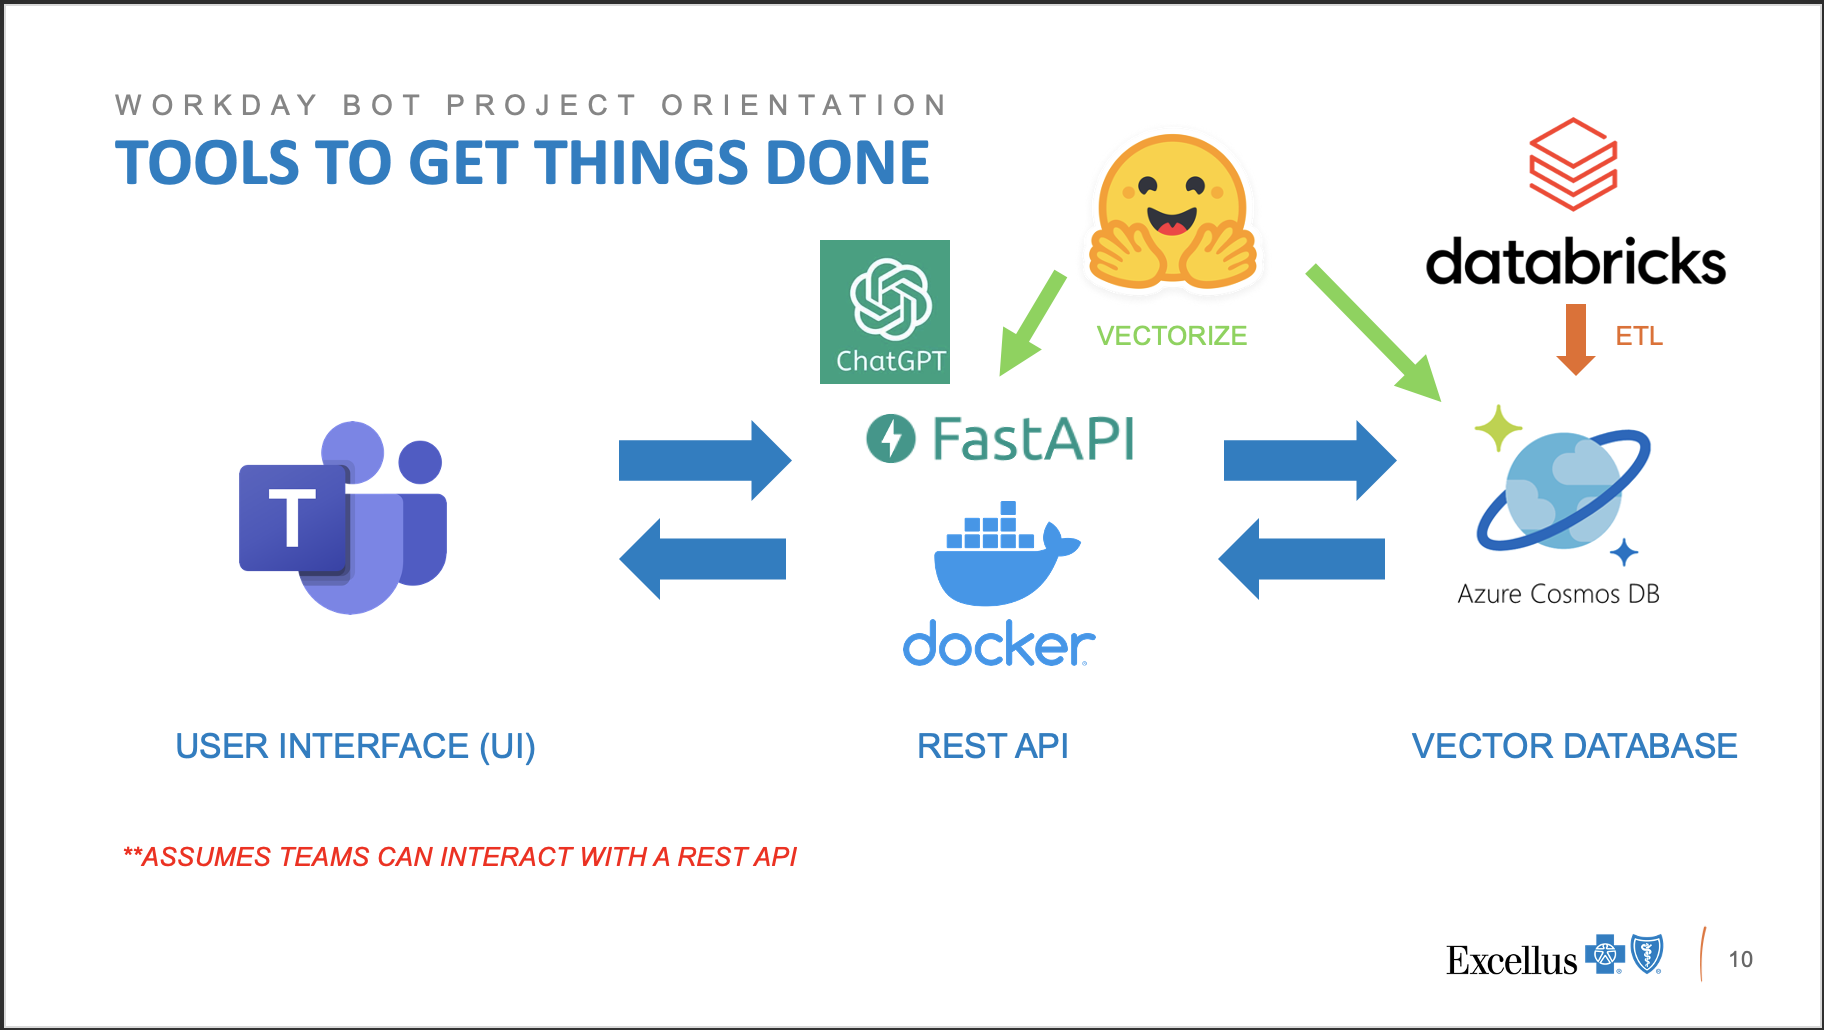 WORKDAY BOT PROJECT ORIENTATION
TOOLS TO GET THINGS DONE
ChatGPT
VECTORIZE
databricks
ETL
T
FastAPI
docker
Azure Cosmos DB
USER INTERFACE (UI)
REST API
VECTOR DATABASE
**ASSUMES TEAMS CAN INTERACT WITH A REST API
Excellus
10